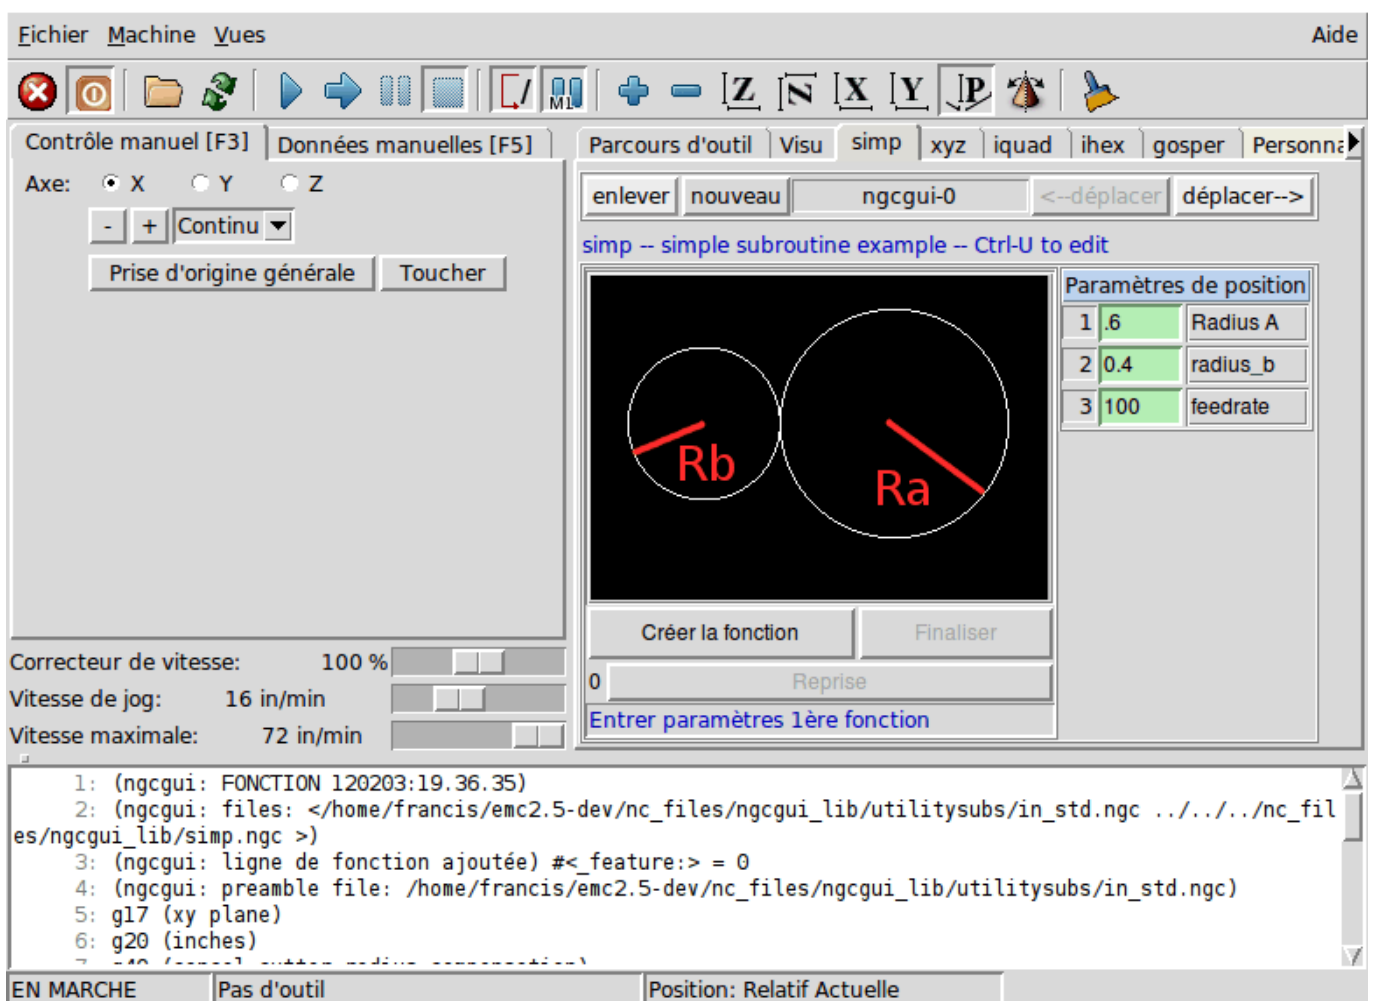 Fichier Machine Vues Aide
M1 Z N X Y P
Contrôle manuel [F3] Données manuelles [F5]
Axe: X Y Z
- + Continu
Prise d'origine générale Toucher
Parcours d'outil Visu simp xyz iquad ihex gosper Personna
enlever nouveau ngcgui-0 <--déplacer déplacer-->
simp -- simple subroutine example -- Ctrl-U to edit
Rb Ra
Paramètres de position
1 .6 Radius A
2 0.4 radius_b
3 100 feedrate
Créer la fonction Finaliser
0 Reprise
Entrer paramètres 1ère fonction
Correcteur de vitesse: 100 %
Vitesse de jog: 16 in/min
Vitesse maximale: 72 in/min
1: (ngcgui: FONCTION 120203:19.36.35)
2: (ngcgui: files: </home/francis/emc2.5-dev/nc_files/ngcgui_lib/utilitysubs/in_std.ngc ../../../nc_fil
es/ngcgui_lib/simp.ngc >)
3: (ngcgui: ligne de fonction ajoutée) #<_feature:> = 0
4: (ngcgui: preamble file: /home/francis/emc2.5-dev/nc_files/ngcgui_lib/utilitysubs/in_std.ngc)
5: g17 (xy plane)
6: g20 (inches)
EN MARCHE Pas d'outil Position: Relatif Actuelle